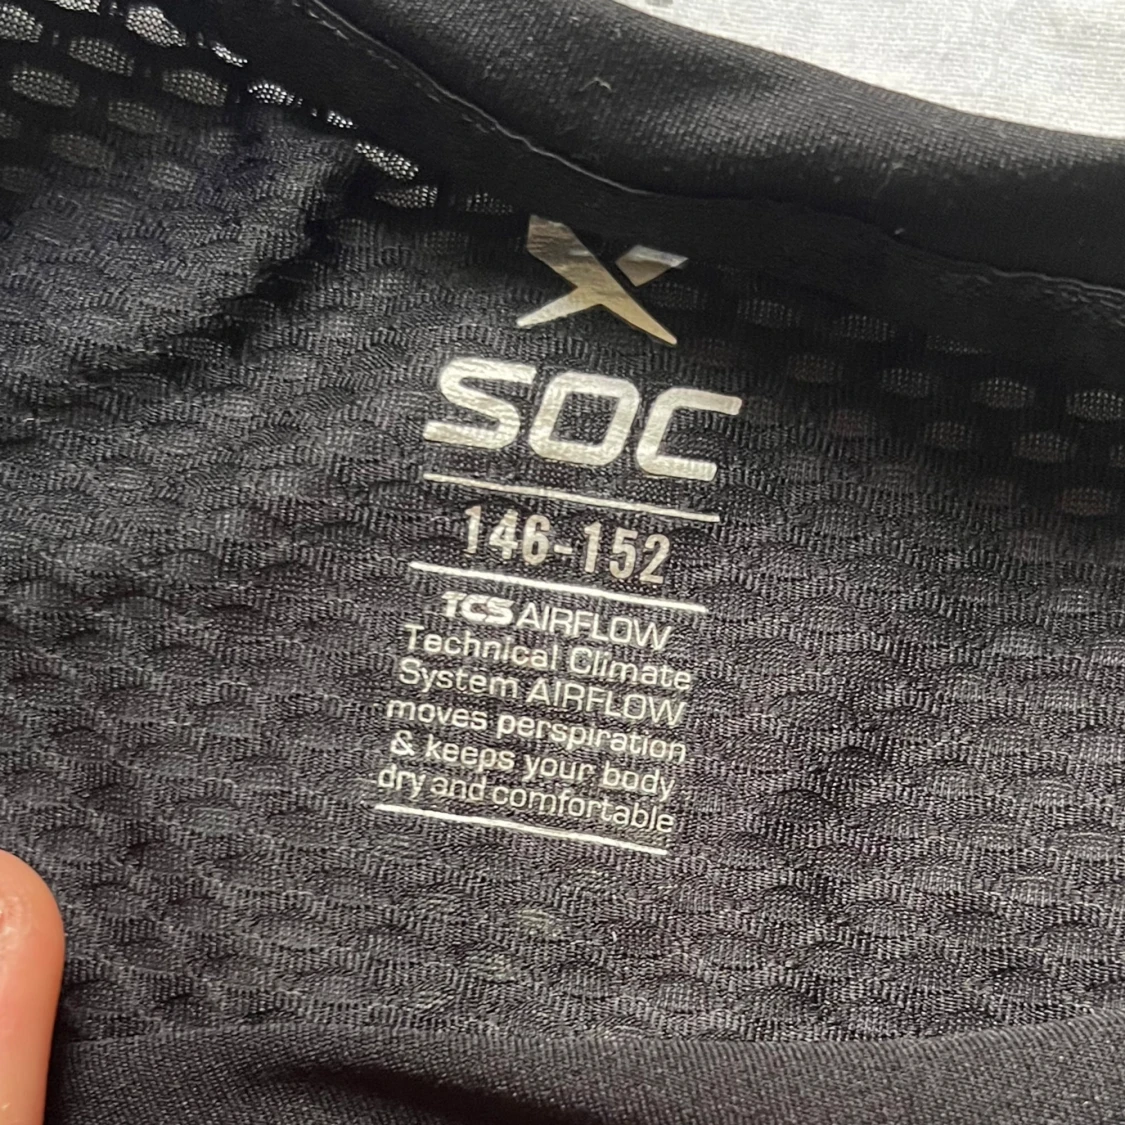 SOC
146-152
TCS AIRFLOW
Technical Climate
System AIRFLOW
moves perspiration
& keeps your body
dry and comfortable